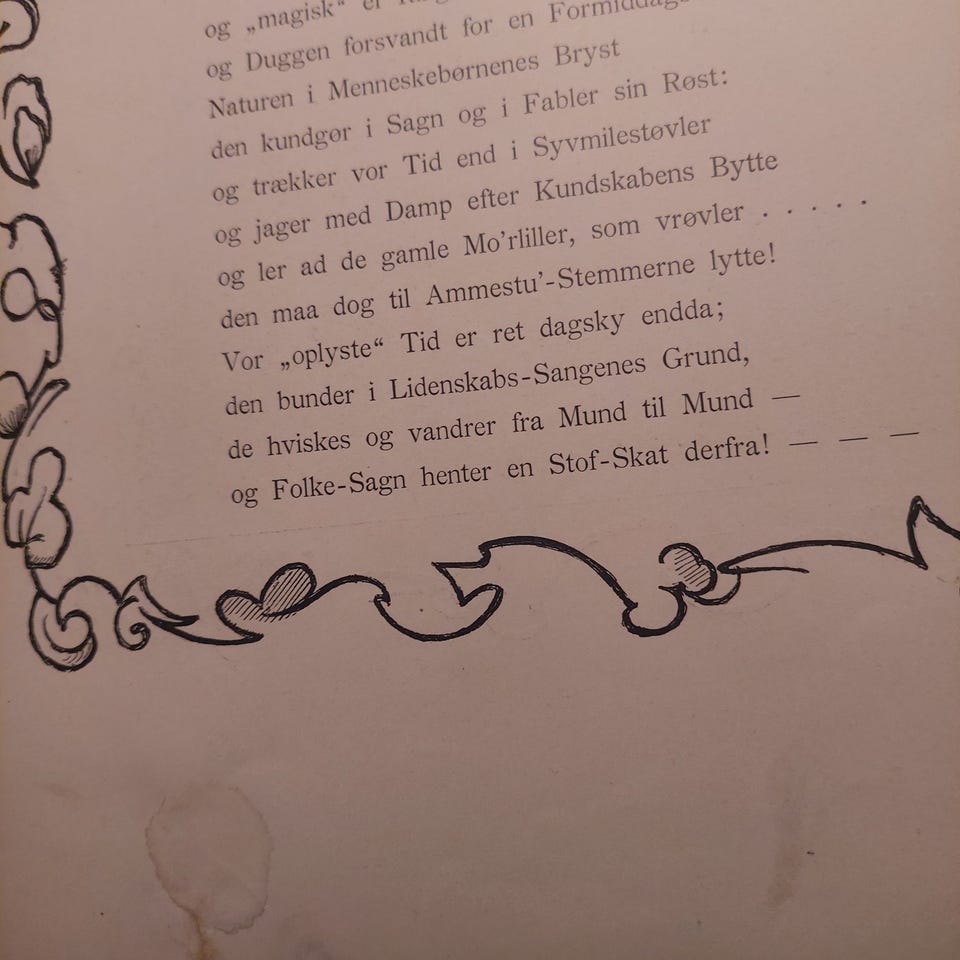 og „magisk“ er
og Duggen forsvandt for en
Naturen i Menneskebørnenes Bryst
den kundgør i Sagn og i Fabler sin Røst:
og trækker vor Tid end i Syvmilestøvler
og jager med Damp efter Kundskabens Bytte
og ler ad de gamle Mo’rliller, som vrøvler . . . . .
den maa dog til Ammestu’-Stemmerne lytte!
Vor „oplyste“ Tid er ret dagsky endda;
den bunder i Lidenskabs-Sangenes Grund,
de hviskes og vandrer fra Mund til Mund —
og Folke-Sagn henter en Stof-Skat derfra! — — —